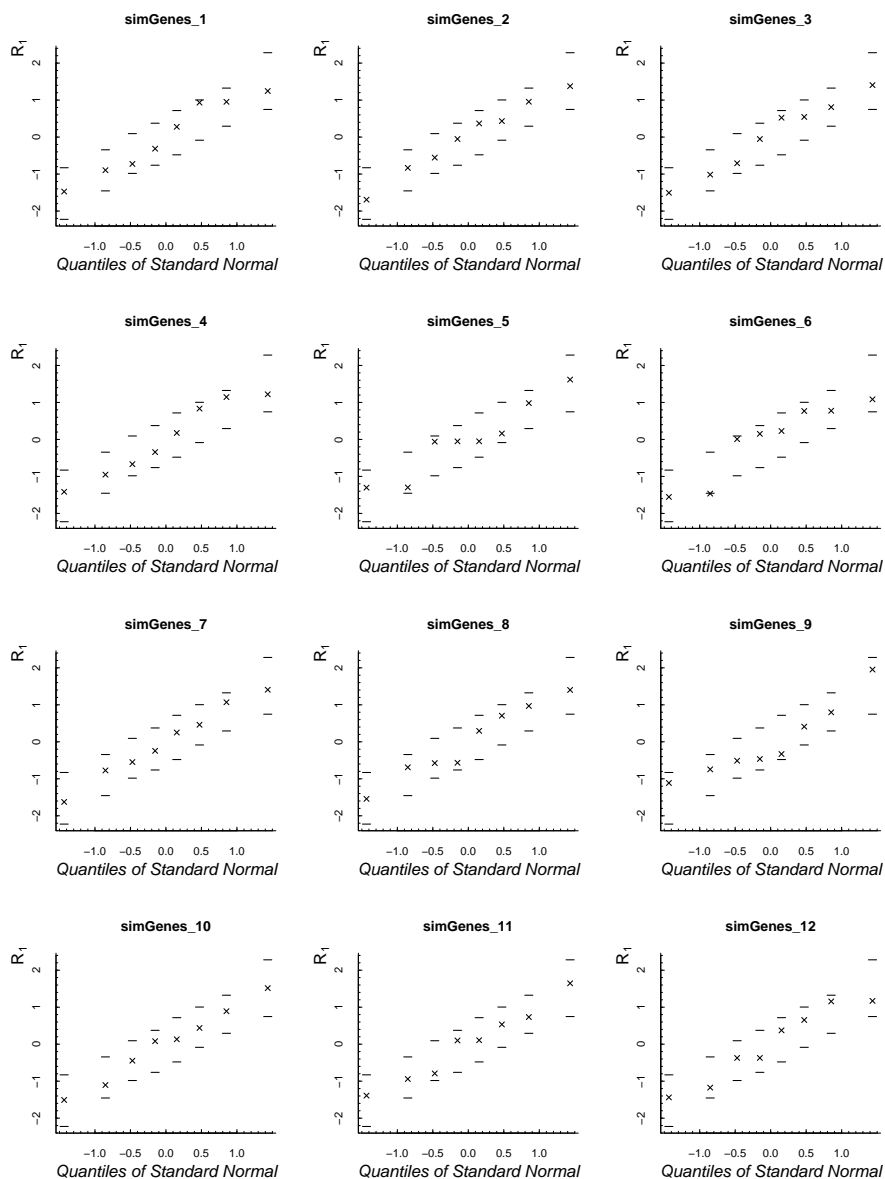 simGenes_1
R1
2
1
0
−1
−2
−1.0 −0.5 0.0 0.5 1.0
Quantiles of Standard Normal
simGenes_2
R1
2
1
0
−1
−2
−1.0 −0.5 0.0 0.5 1.0
Quantiles of Standard Normal
simGenes_3
R1
2
1
0
−1
−2
−1.0 −0.5 0.0 0.5 1.0
Quantiles of Standard Normal
simGenes_4
R1
2
1
0
−1
−2
−1.0 −0.5 0.0 0.5 1.0
Quantiles of Standard Normal
simGenes_5
R1
2
1
0
−1
−2
−1.0 −0.5 0.0 0.5 1.0
Quantiles of Standard Normal
simGenes_6
R1
2
1
0
−1
−2
−1.0 −0.5 0.0 0.5 1.0
Quantiles of Standard Normal
simGenes_7
R1
2
1
0
−1
−2
−1.0 −0.5 0.0 0.5 1.0
Quantiles of Standard Normal
simGenes_8
R1
2
1
0
−1
−2
−1.0 −0.5 0.0 0.5 1.0
Quantiles of Standard Normal
simGenes_9
R1
2
1
0
−1
−2
−1.0 −0.5 0.0 0.5 1.0
Quantiles of Standard Normal
simGenes_10
R1
2
1
0
−1
−2
−1.0 −0.5 0.0 0.5 1.0
Quantiles of Standard Normal
simGenes_11
R1
2
1
0
−1
−2
−1.0 −0.5 0.0 0.5 1.0
Quantiles of Standard Normal
simGenes_12
R1
2
1
0
−1
−2
−1.0 −0.5 0.0 0.5 1.0
Quantiles of Standard Normal